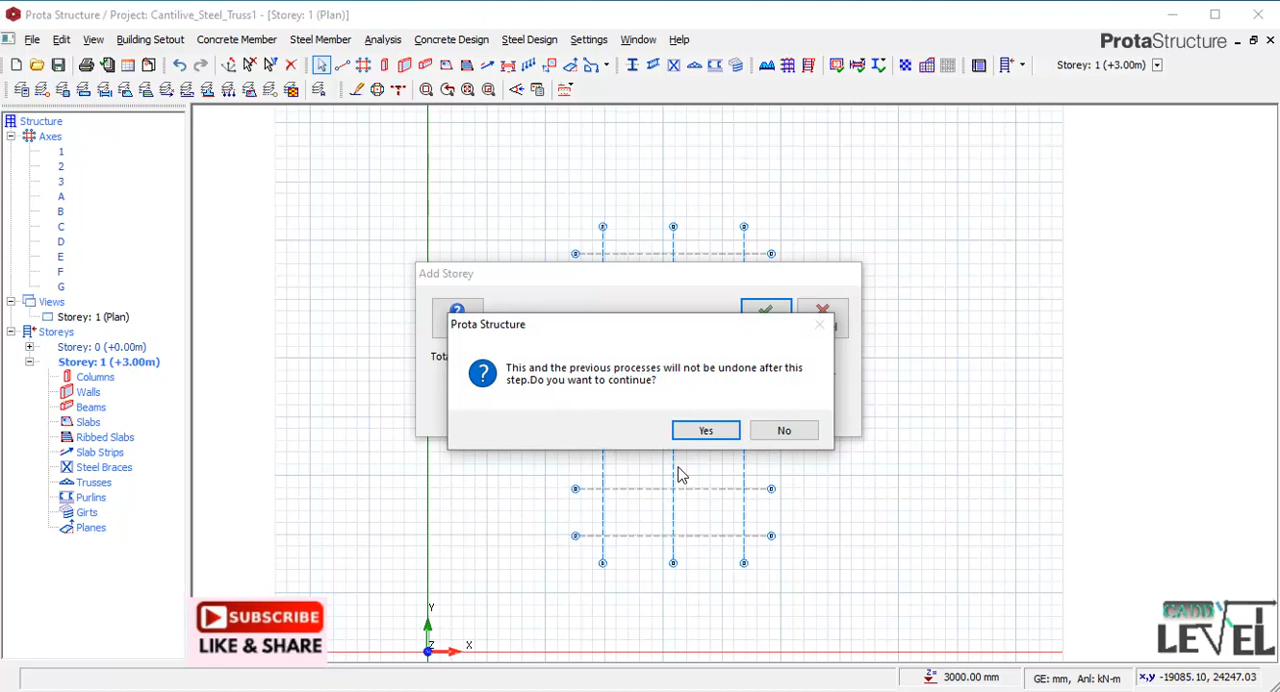 Prota Structure / Project: Cantilive_Steel_Truss1 - [Storey: 1 (Plan)]
File Edit View Building Setout Concrete Member Steel Member Analysis Concrete Design Steel Design Settings Window Help
ProtaStructure
Storey: 1 (+3.00m)
Structure
Axes
1
2
3
A
B
C
D
E
F
G
Views
Storey: 1 (Plan)
Storeys
Storey: 0 (+0.00m)
Storey: 1 (+3.00m)
Columns
Walls
Beams
Slabs
Ribbed Slabs
Slab Strips
Steel Braces
Trusses
Purlins
Girts
Planes
Add Storey
Prota Structure
This and the previous processes will not be undone after this
step.Do you want to continue?
Yes No
Y
Z
X
SUBSCRIBE
LIKE & SHARE
CADD
LEVEL
Z= 3000.00 mm
GE: mm, Anl: kN-m
x,y -19085.10, 24247.03